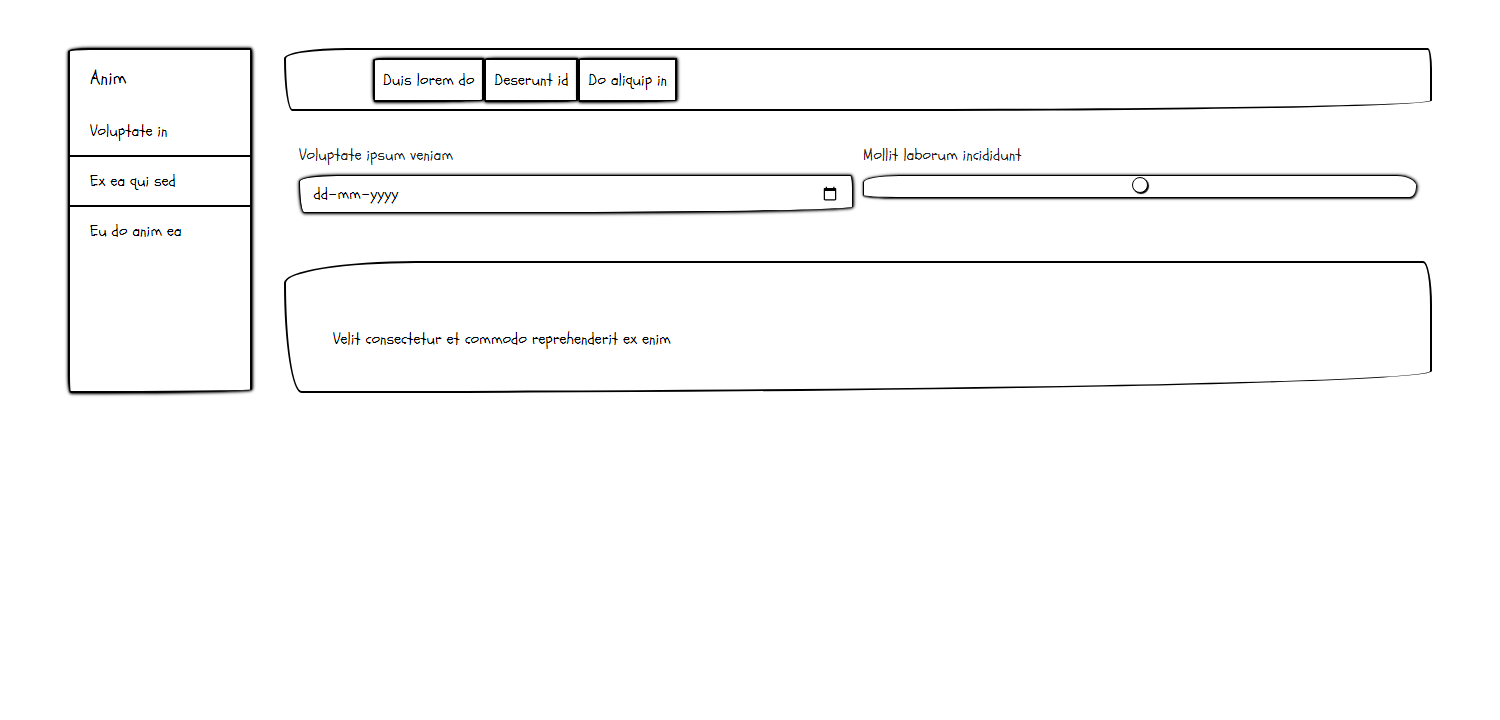 Anim
Voluptate in
Ex ea qui sed
Eu do anim ea
Duis lorem do
Deserunt id
Do aliquip in
Voluptate ipsum veniam
dd-mm-yyyy
Mollit laborum incididunt
Velit consectetur et commodo reprehenderit ex enim